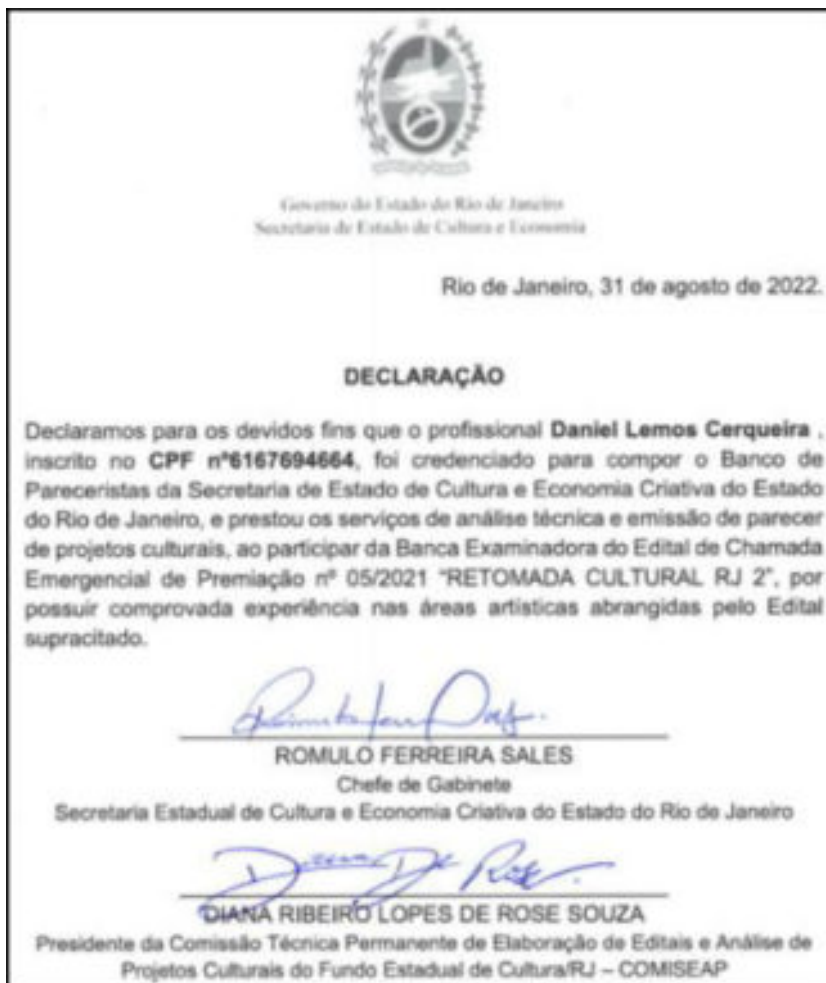 Governo do Estado do Rio de Janeiro
Secretaria de Estado de Cultura e Economia
Rio de Janeiro, 31 de agosto de 2022.
DECLARAÇÃO
Declaramos para os devidos fins que o profissional Daniel Lemos Cerqueira ,
inscrito no CPF nº6167694664, foi credenciado para compor o Banco de
Pareceristas da Secretaria de Estado de Cultura e Economia Criativa do Estado
do Rio de Janeiro, e prestou os serviços de análise técnica e emissão de parecer
de projetos culturais, ao participar da Banca Examinadora do Edital de Chamada
Emergencial de Premiação nº 05/2021 “RETOMADA CULTURAL RJ 2”, por
possuir comprovada experiência nas áreas artísticas abrangidas pelo Edital
supracitado.
ROMULO FERREIRA SALES
Chefe de Gabinete
Secretaria Estadual de Cultura e Economia Criativa do Estado do Rio de Janeiro
DIANA RIBEIRO LOPES DE ROSE SOUZA
Presidente da Comissão Técnica Permanente de Elaboração de Editais e Análise de
Projetos Culturais do Fundo Estadual de Cultura/RJ – COMISEAP